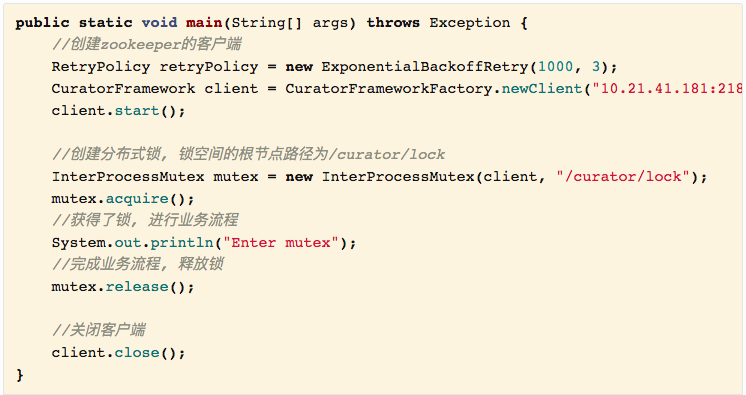 public static void main(String[] args) throws Exception {
    //创建zookeeper的客户端
    RetryPolicy retryPolicy = new ExponentialBackoffRetry(1000, 3);
    CuratorFramework client = CuratorFrameworkFactory.newClient("10.21.41.181:218
    client.start();

    //创建分布式锁, 锁空间的根节点路径为/curator/lock
    InterProcessMutex mutex = new InterProcessMutex(client, "/curator/lock");
    mutex.acquire();
    //获得了锁, 进行业务流程
    System.out.println("Enter mutex");
    //完成业务流程, 释放锁
    mutex.release();

    //关闭客户端
    client.close();
}